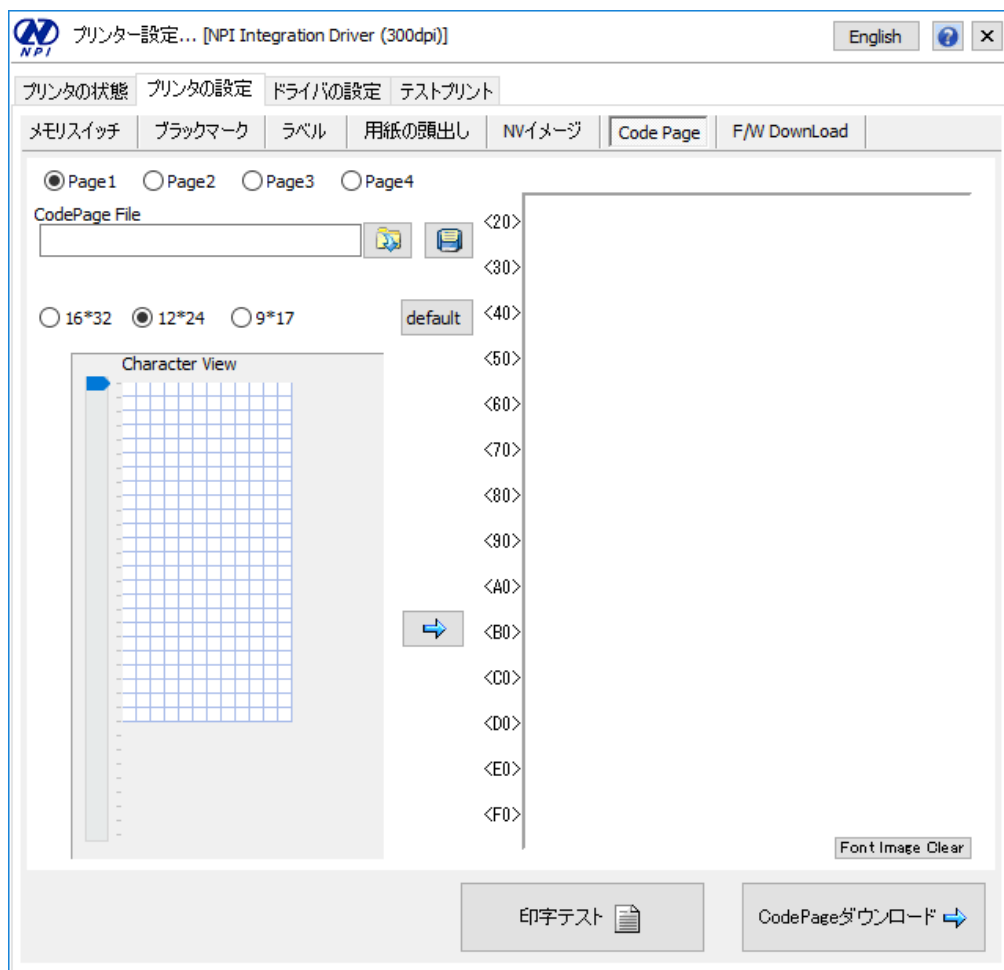 NPI プリンター設定... [NPI Integration Driver (300dpi)] English ?
プリンタの状態 プリンタの設定 ドライバの設定 テストプリント
メモリスイッチ ブラックマーク ラベル 用紙の頭出し NVイメージ Code Page F/W DownLoad
Page1 Page2 Page3 Page4
CodePage File
16*32 12*24 9*17 default
Character View
<20>
<30>
<40>
<50>
<60>
<70>
<80>
<90>
<A0>
<B0>
<C0>
<D0>
<E0>
<F0>
Font Image Clear
印字テスト CodePageダウンロード